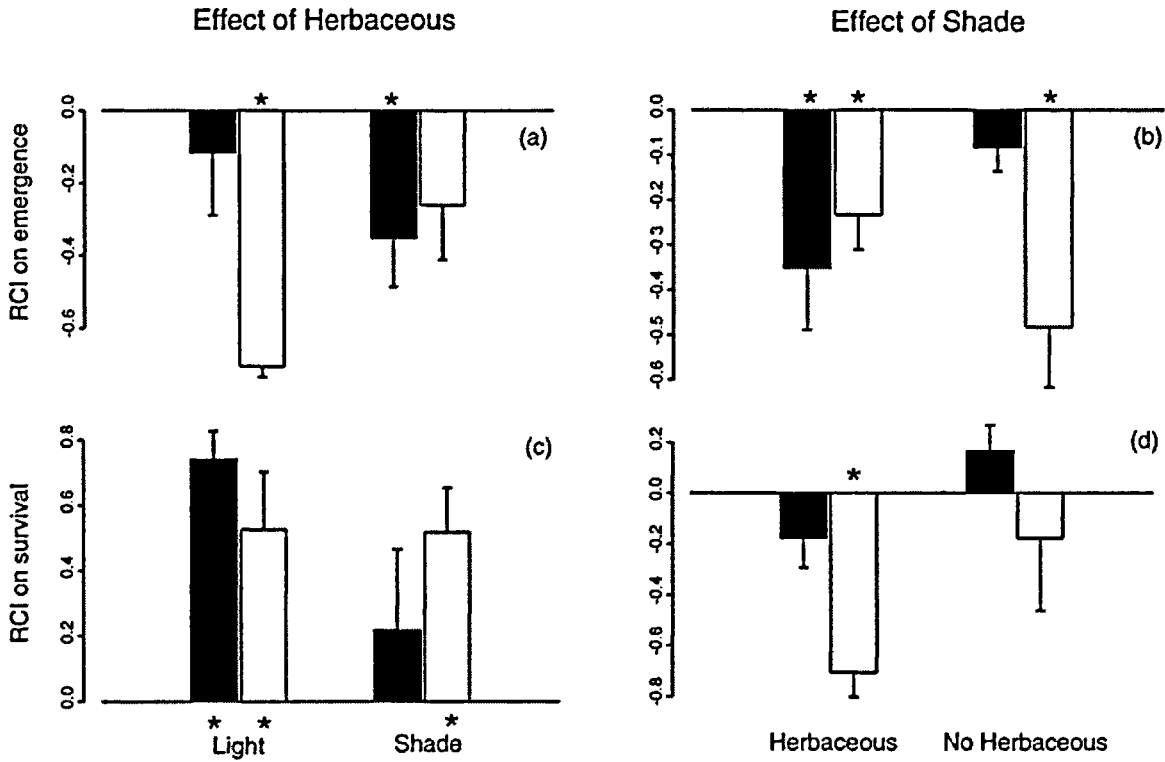 Effect of Herbaceous
Effect of Shade
RCI on emergence
0.0
-0.2
-0.4
-0.6
*
*
(a)
0.0
-0.1
-0.2
-0.3
-0.4
-0.5
-0.6
*
*
*
(b)
RCI on survival
0.8
0.6
0.4
0.2
0.0
(c)
*
*
*
Light
Shade
0.2
0.0
-0.2
-0.4
-0.6
-0.8
*
(d)
Herbaceous
No Herbaceous